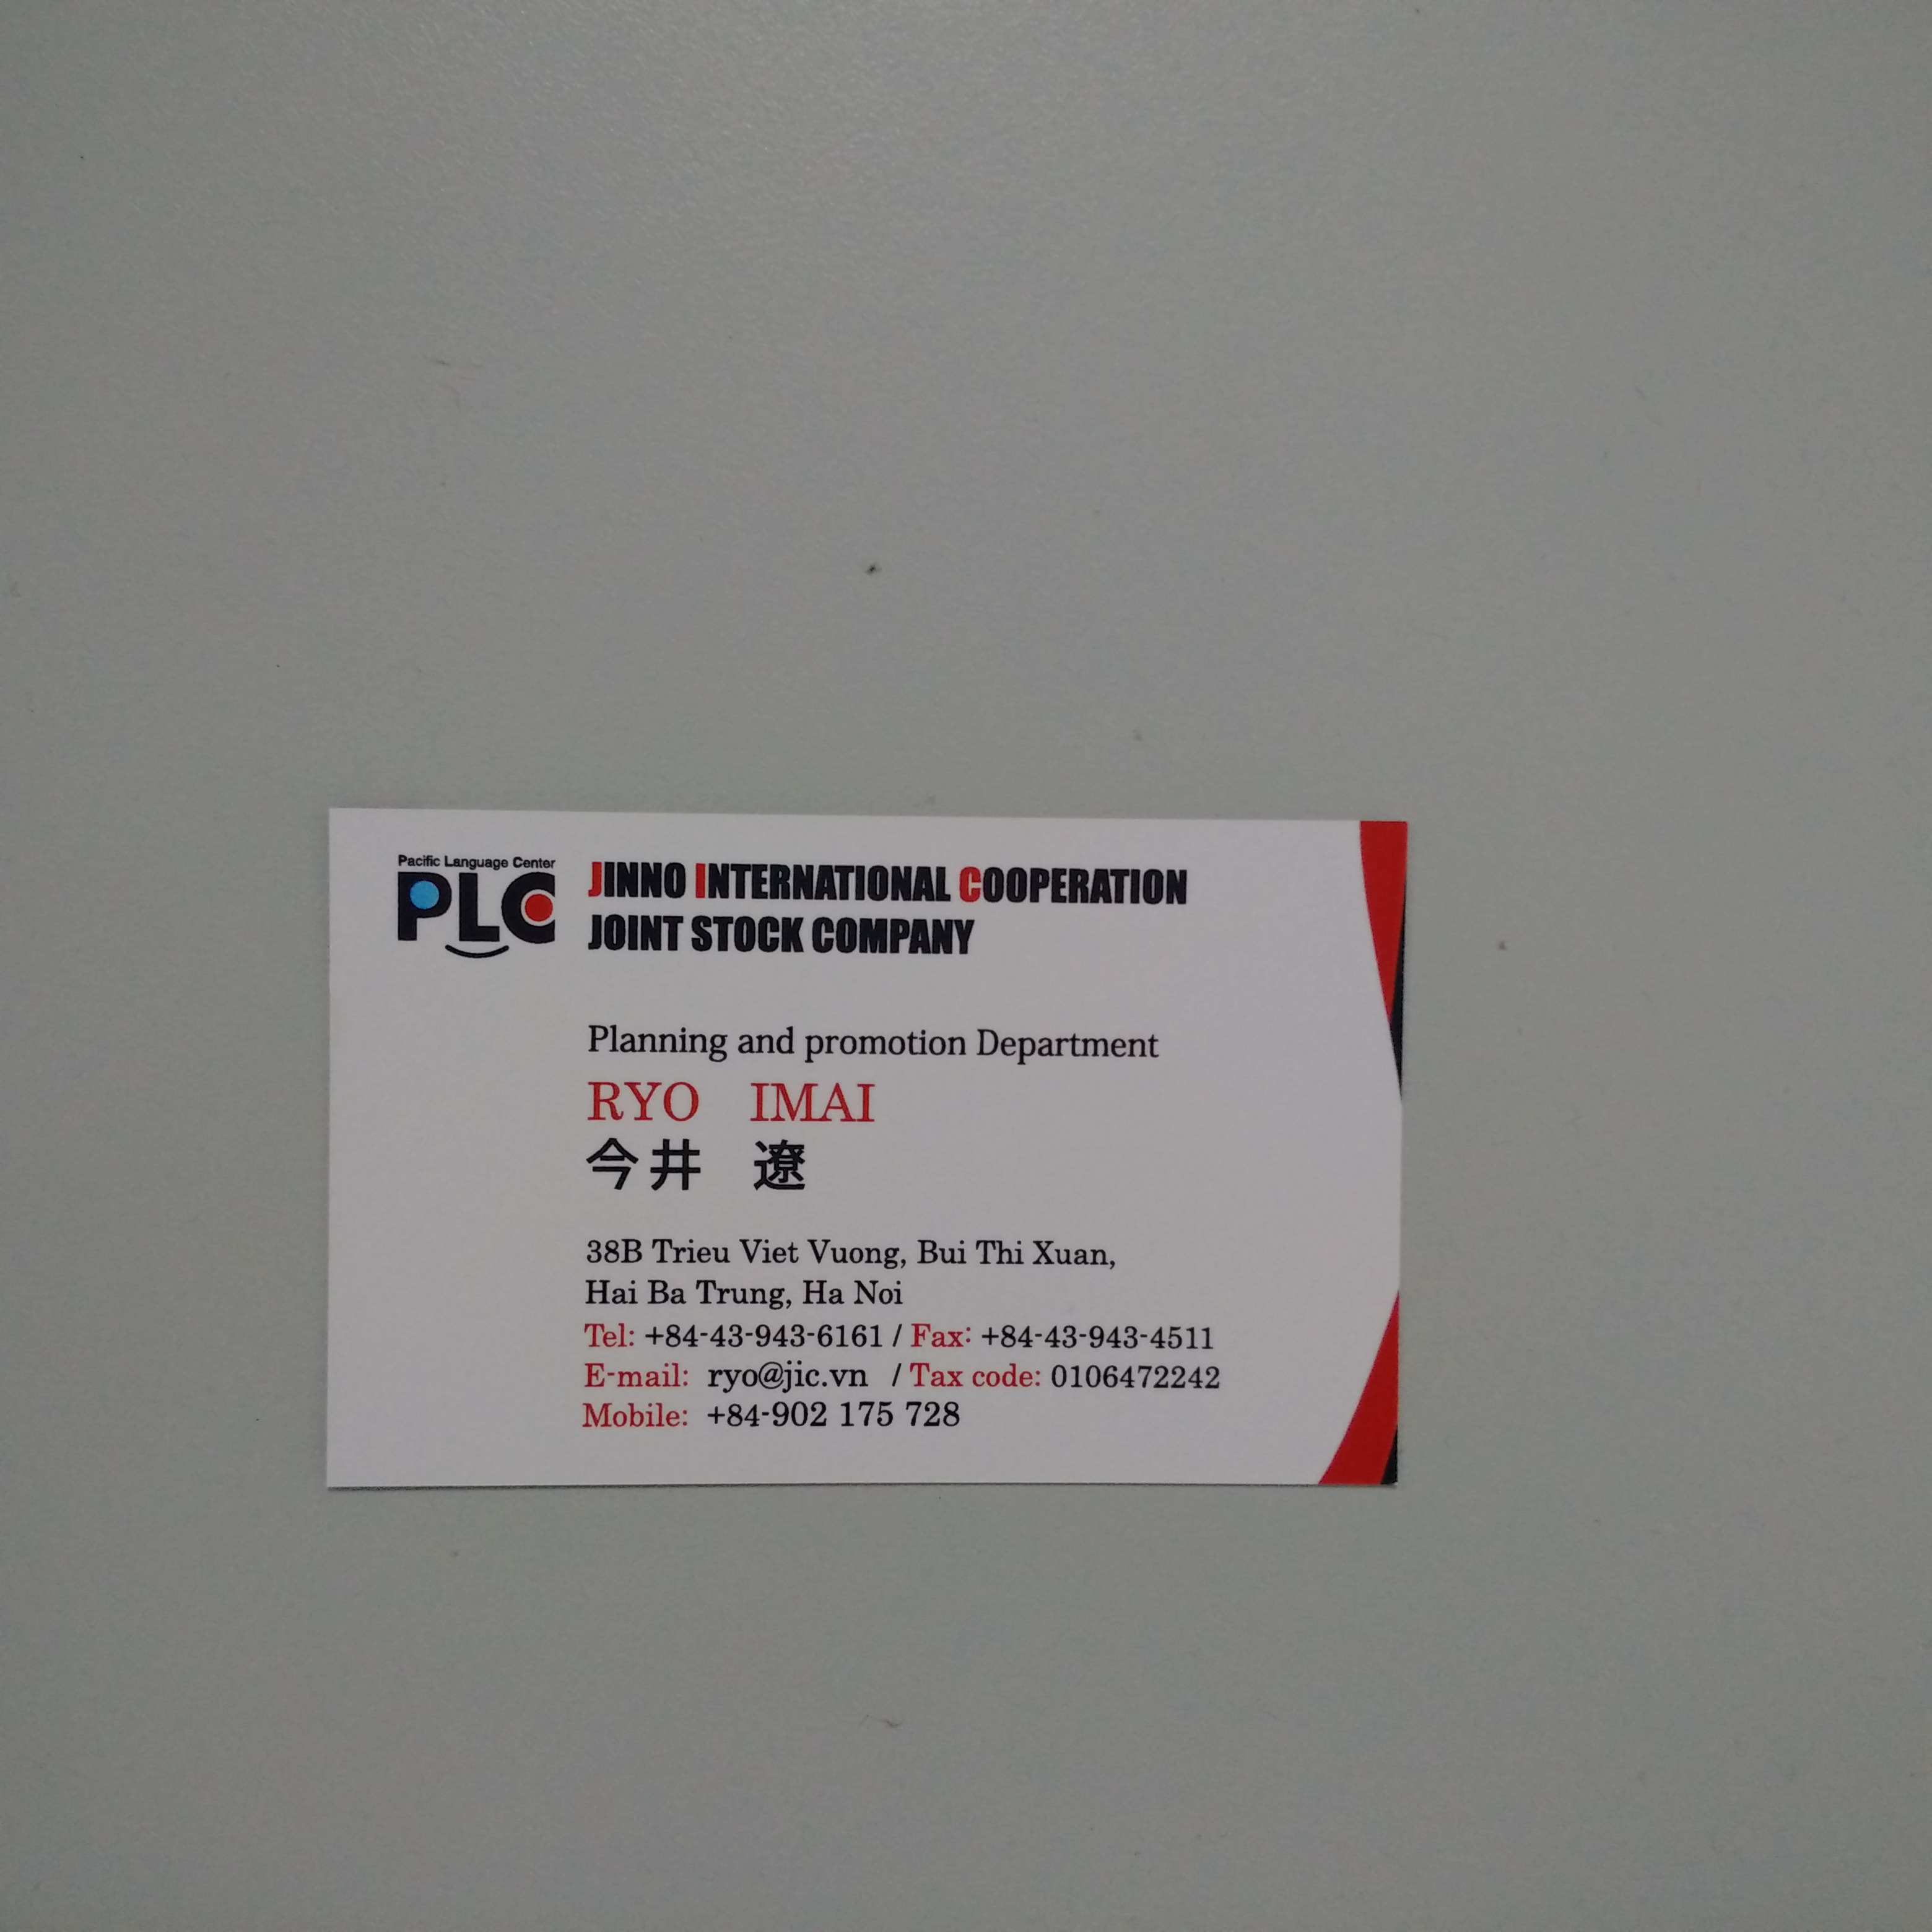 Pacific Language Center
PLC
JINNO INTERNATIONAL COOPERATION
JOINT STOCK COMPANY
Planning and promotion Department
RYO IMAI
今井 遼
38B Trieu Viet Vuong, Bui Thi Xuan,
Hai Ba Trung, Ha Noi
Tel: +84-43-943-6161 / Fax: +84-43-943-4511
E-mail: ryo@jic.vn / Tax code: 0106472242
Mobile: +84-902 175 728